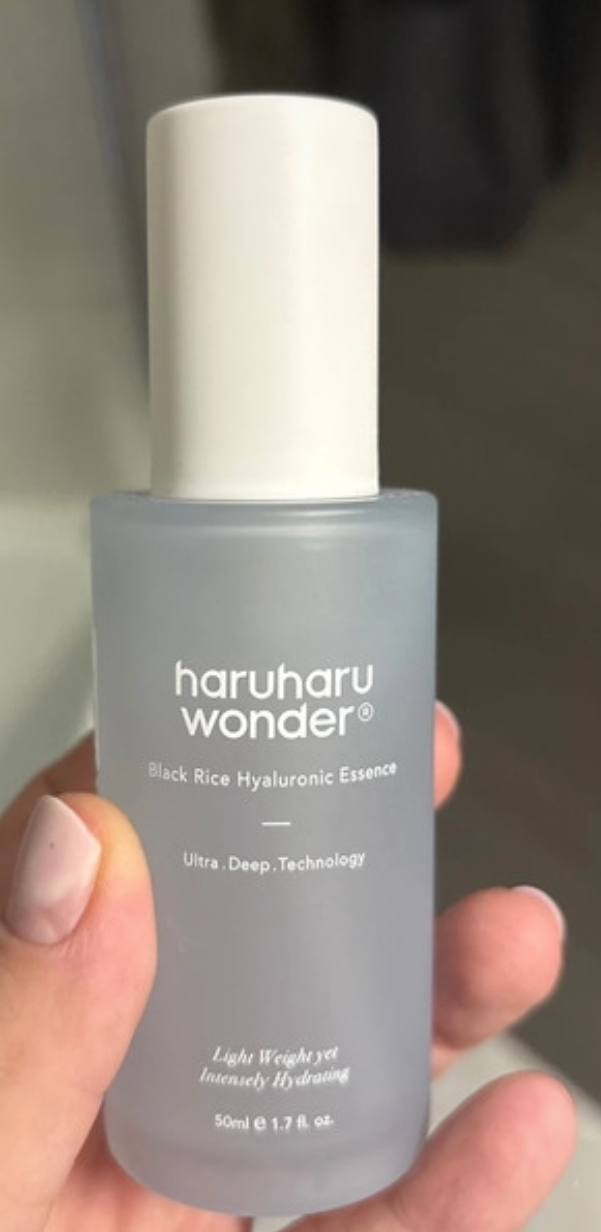 haruharu
wonder®
Black Rice Hyaluronic Essence
Ultra.Deep.Technology
Light Weight yet
Intensely Hydrating
50ml e 1.7 fl. oz.